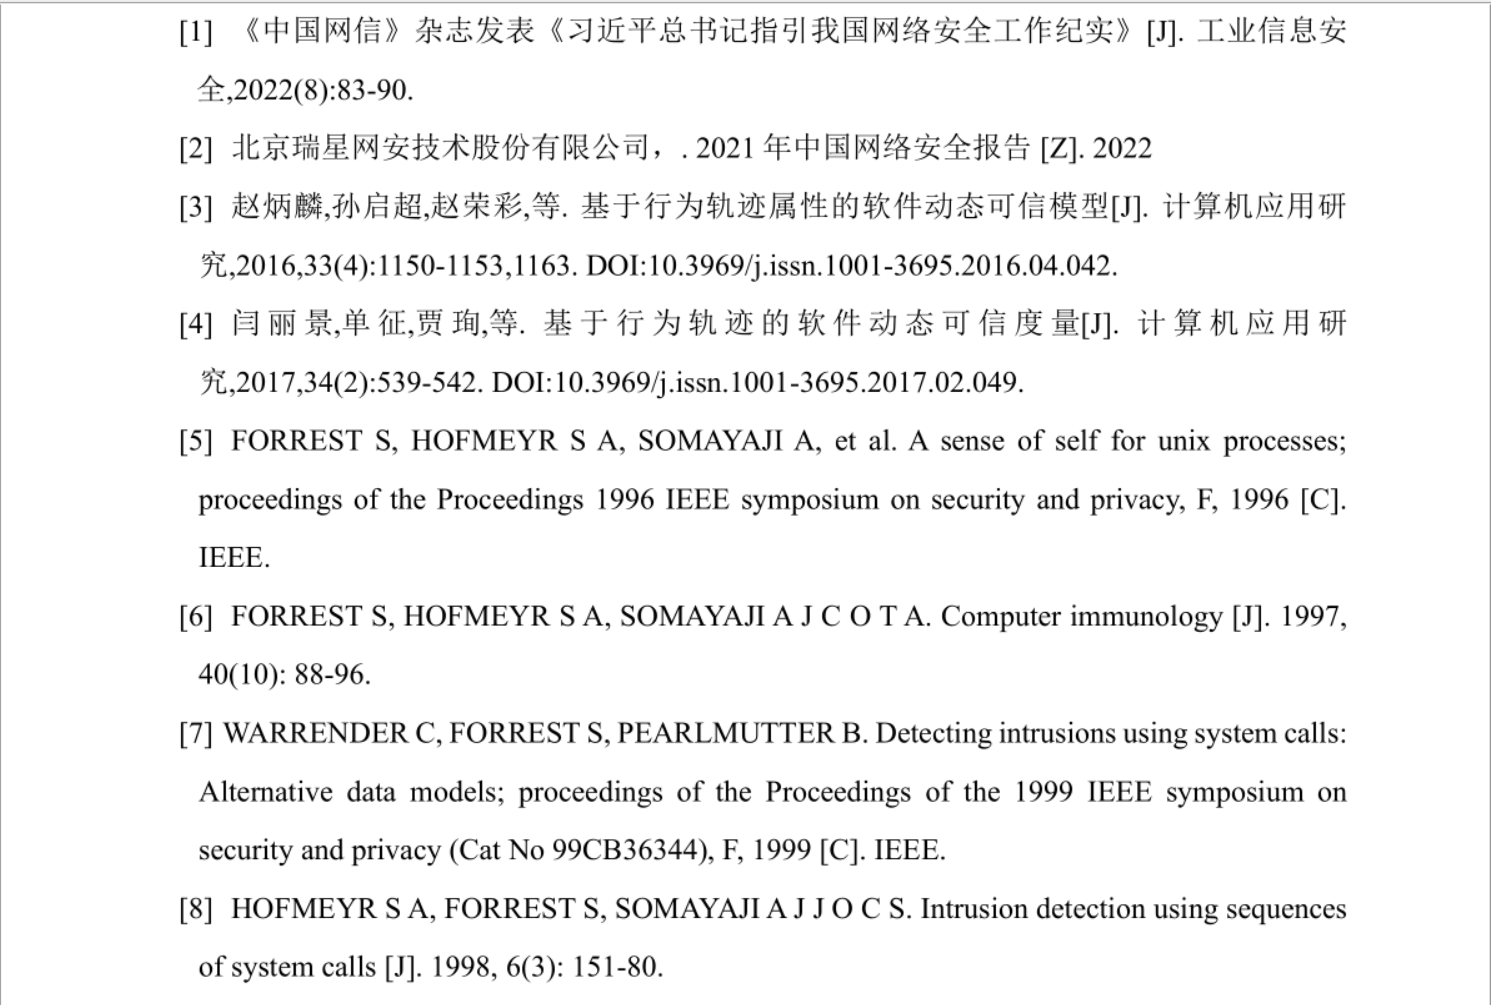 [1] 《中国网信》杂志发表《习近平总书记指引我国网络安全工作纪实》[J]. 工业信息安
全,2022(8):83-90.
[2] 北京瑞星网安技术股份有限公司，. 2021 年中国网络安全报告 [Z]. 2022
[3] 赵炳麟,孙启超,赵荣彩,等. 基于行为轨迹属性的软件动态可信模型[J]. 计算机应用研
究,2016,33(4):1150-1153,1163. DOI:10.3969/j.issn.1001-3695.2016.04.042.
[4] 闫丽景,单征,贾珣,等. 基于行为轨迹的软件动态可信度量[J]. 计算机应用研
究,2017,34(2):539-542. DOI:10.3969/j.issn.1001-3695.2017.02.049.
[5] FORREST S, HOFMEYR S A, SOMAYAJI A, et al. A sense of self for unix processes;
proceedings of the Proceedings 1996 IEEE symposium on security and privacy, F, 1996 [C].
IEEE.
[6] FORREST S, HOFMEYR S A, SOMAYAJI A J C O T A. Computer immunology [J]. 1997,
40(10): 88-96.
[7] WARRENDER C, FORREST S, PEARLMUTTER B. Detecting intrusions using system calls:
Alternative data models; proceedings of the Proceedings of the 1999 IEEE symposium on
security and privacy (Cat No 99CB36344), F, 1999 [C]. IEEE.
[8] HOFMEYR S A, FORREST S, SOMAYAJI A J J O C S. Intrusion detection using sequences
of system calls [J]. 1998, 6(3): 151-80.